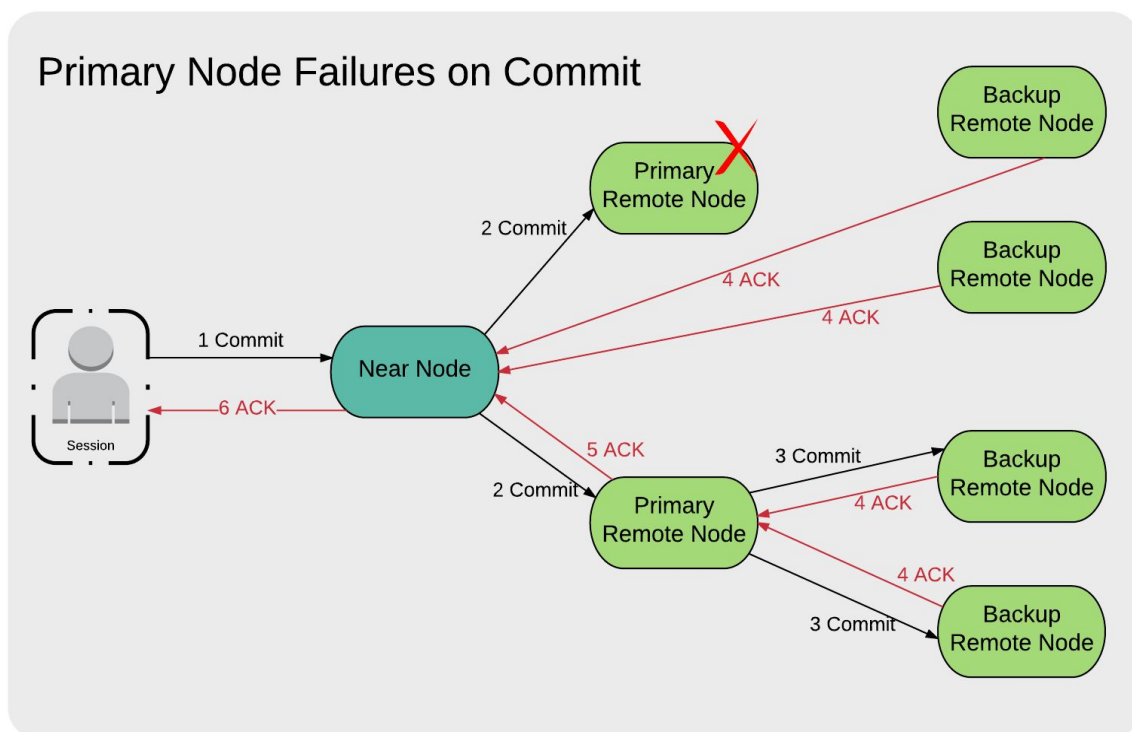 Primary Node Failures on Commit
Backup
Remote Node
Primary
Remote Node
2 Commit
Backup
Remote Node
4 ACK
4 ACK
1 Commit
Near Node
6 ACK
Session
5 ACK
3 Commit
Backup
Remote Node
2 Commit
4 ACK
Primary
Remote Node
4 ACK
3 Commit
Backup
Remote Node